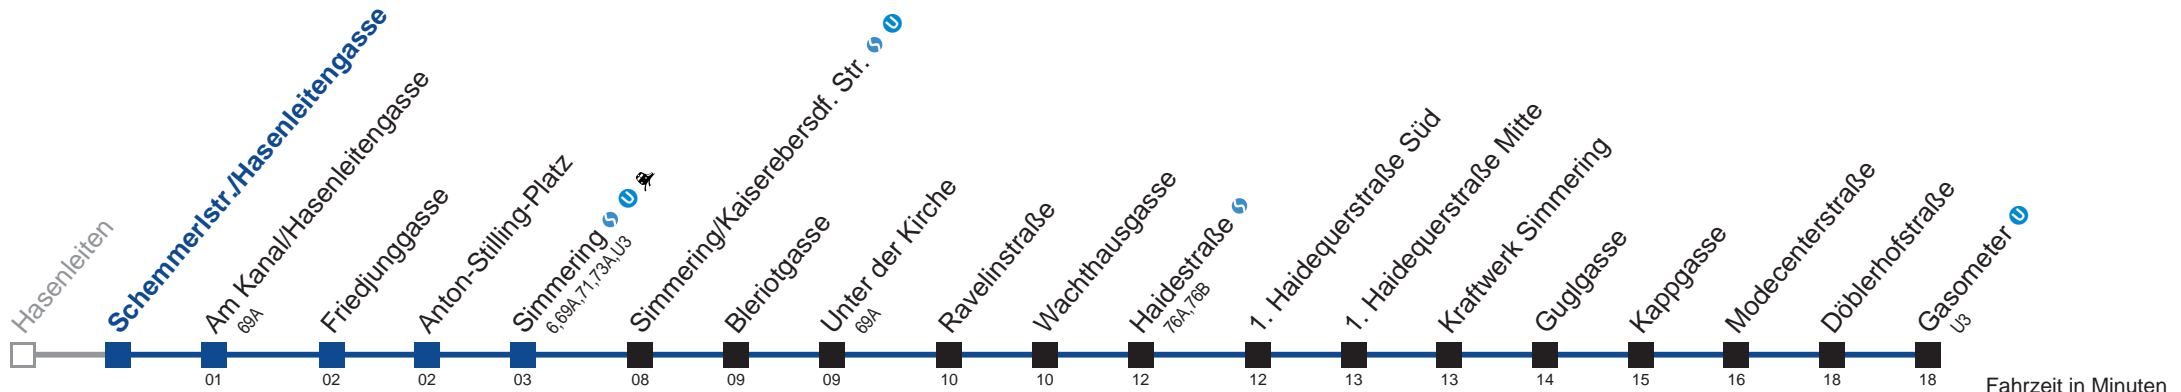 Hasenleiten
Schemmerlstr./Hasenleitengasse
Am Kanal/Hasenleitengasse
69A
Friedjunggasse
Anton-Stilling-Platz
Simmering S U
6,69A,71,73A,U3
Simmering/Kaiserebersdf. Str. S U
Bleriotgasse
Unter der Kirche
69A
Ravelinstraße
Wachthausgasse
Haidestraße S
76A,76B
1. Haidequerstraße Süd
1. Haidequerstraße Mitte
Kraftwerk Simmering
Guglgasse
Kappgasse
Modecenterstraße
Döblerhofstraße
Gasometer U
U3
01 02 02 03 08 09 09 10 10 12 12 13 13 14 15 16 18 18
Fahrzeit in Minuten